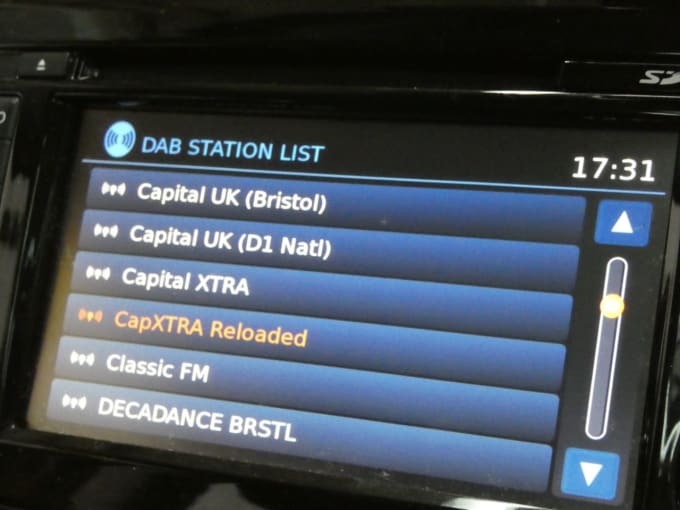 DAB STATION LIST
17:31
Capital UK (Bristol)
Capital UK (D1 Natl)
Capital XTRA
CapXTRA Reloaded
Classic FM
DECADANCE BRSTL